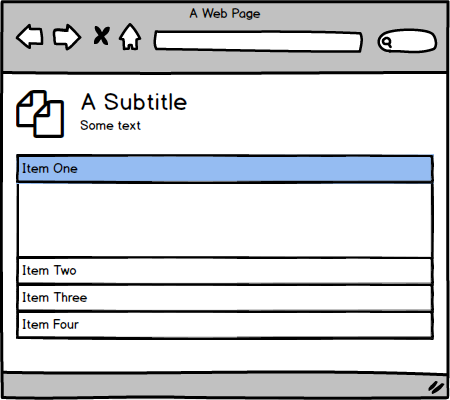 A Web Page
A Subtitle
Some text
Item One
Item Two
Item Three
Item Four